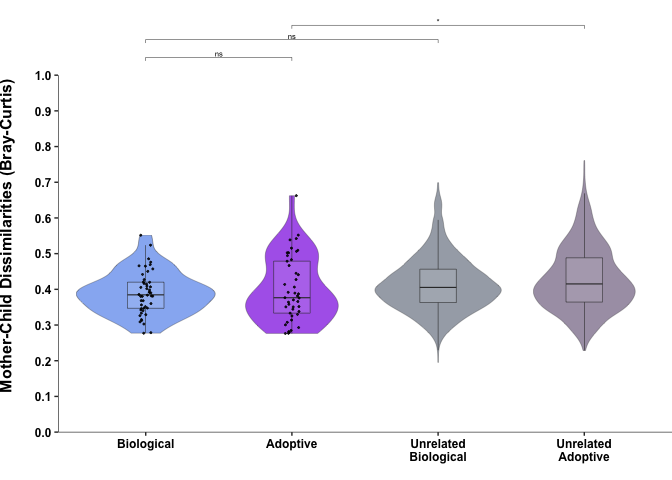 *
ns
ns
Mother-Child Dissimilarities (Bray-Curtis)
1.0
0.9
0.8
0.7
0.6
0.5
0.4
0.3
0.2
0.1
0.0
Biological
Adoptive
Unrelated
Biological
Unrelated
Adoptive